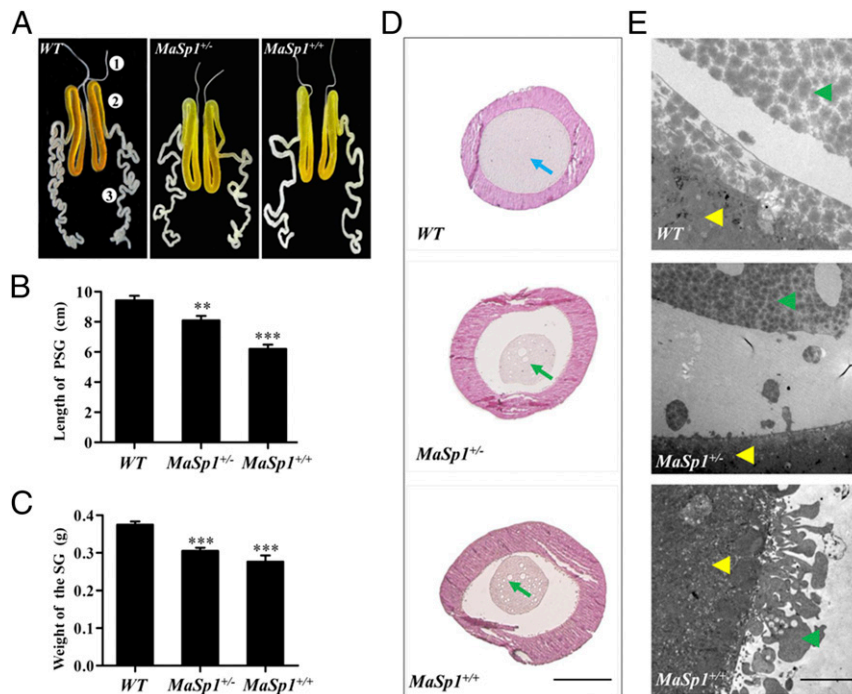 A
WT
MaSp1+/-
MaSp1+/+
1
2
3
B
Length of PSG (cm)
10
8
6
4
2
0
**
***
WT
MaSp1+/-
MaSp1+/+
C
Weight of the SG (g)
0.4
0.3
0.2
0.1
0.0
***
***
WT
MaSp1+/-
MaSp1+/+
D
WT
MaSp1+/-
MaSp1+/+
E
WT
MaSp1+/-
MaSp1+/+